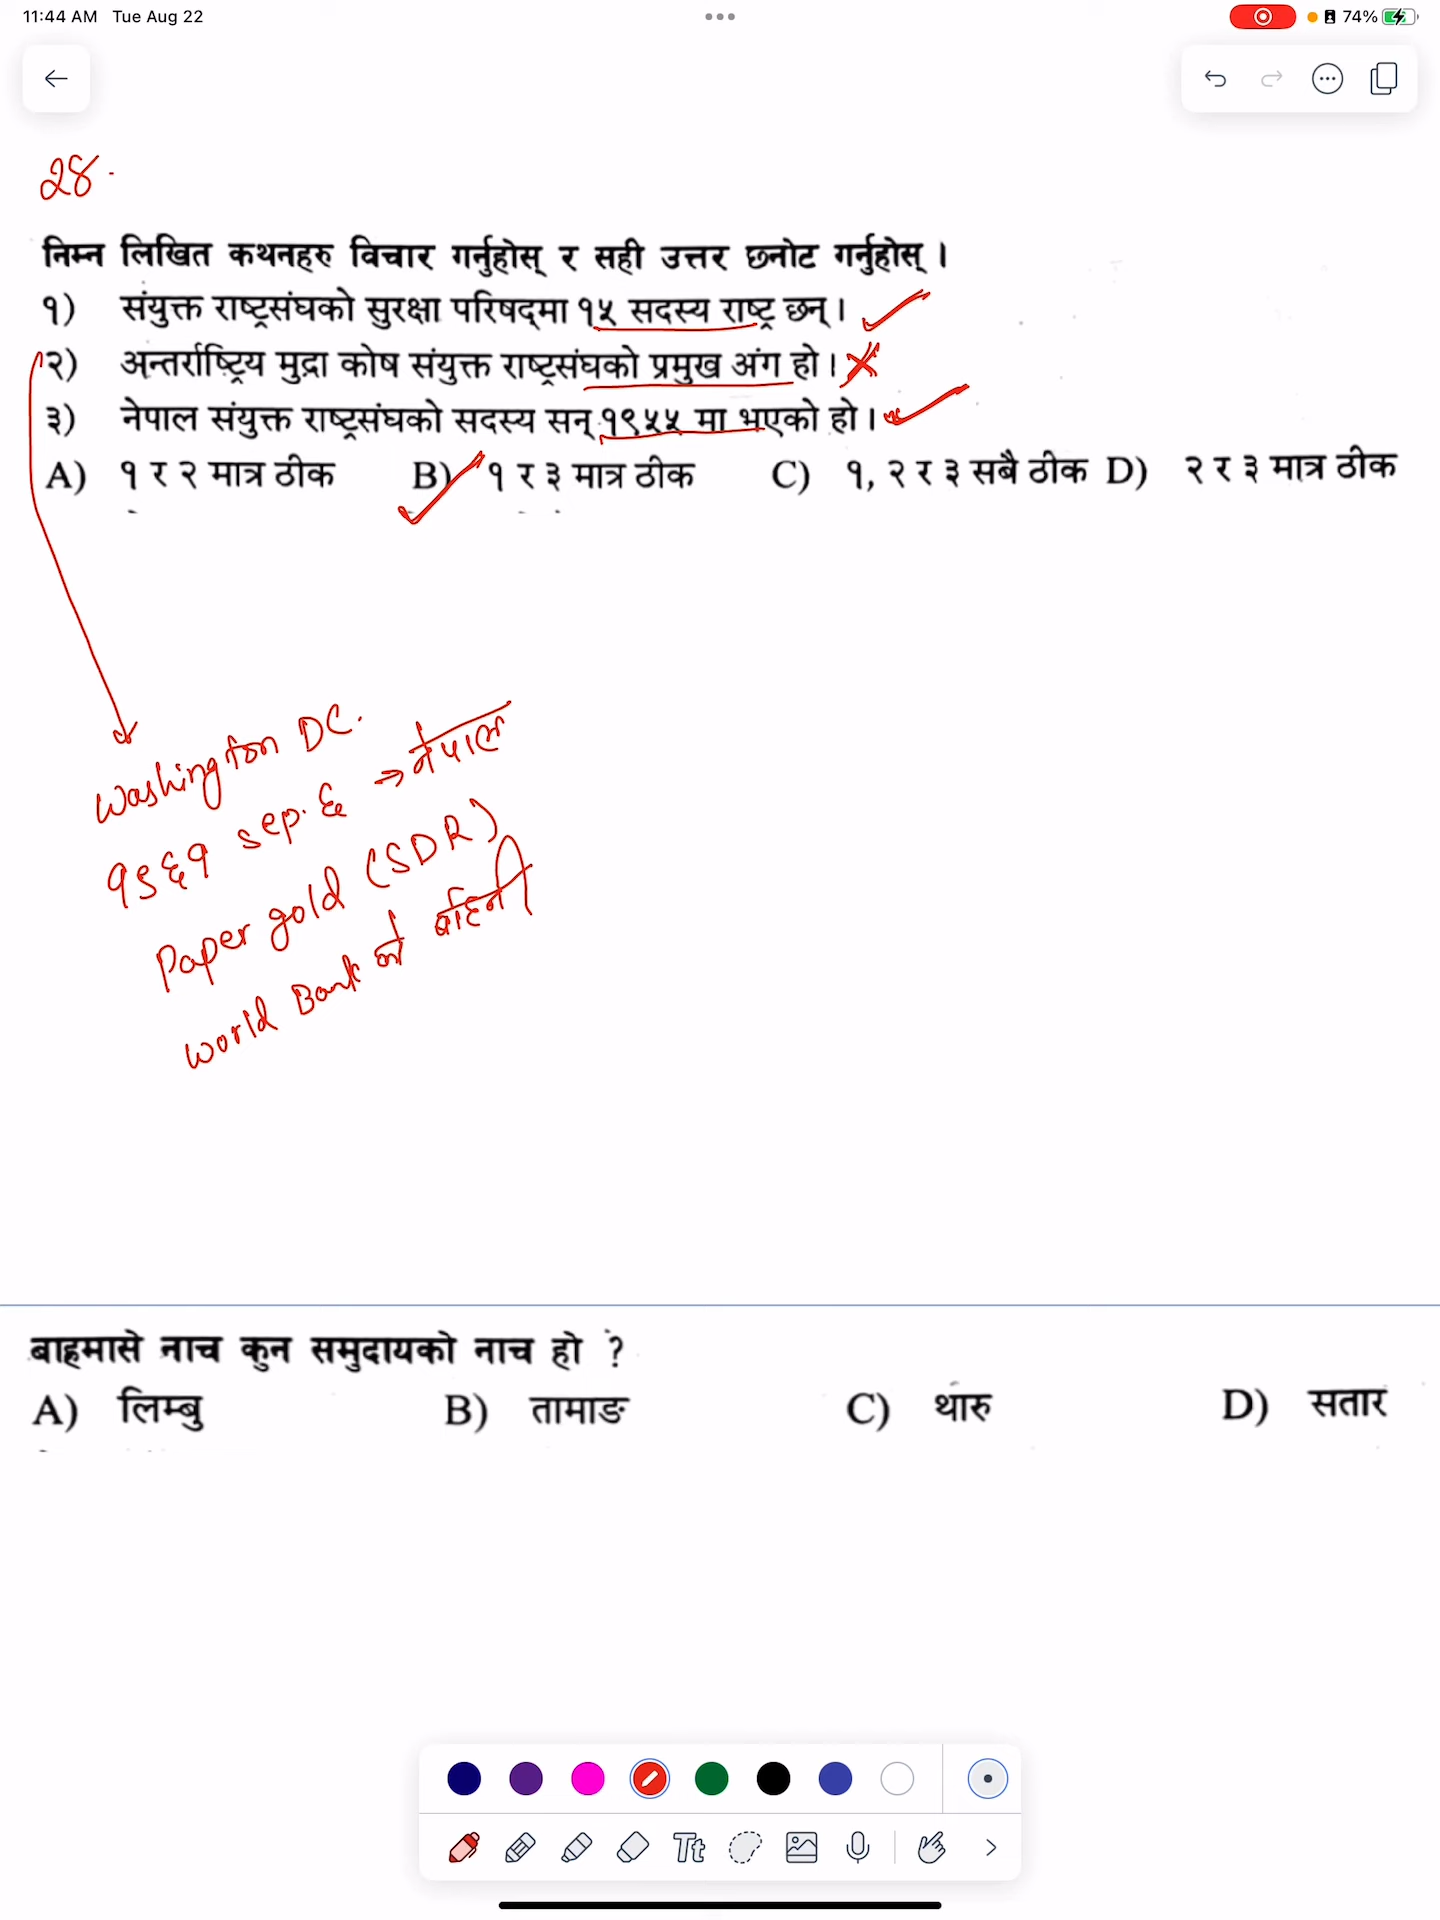 11:44 AM Tue Aug 22
74%
28.
निम्न लिखित कथनहरु विचार गर्नुहोस् र सही उत्तर छनोट गर्नुहोस् ।
१) संयुक्त राष्ट्रसंघको सुरक्षा परिषद्मा १५ सदस्य राष्ट्र छन् ।
२) अन्तर्राष्ट्रिय मुद्रा कोष संयुक्त राष्ट्रसंघको प्रमुख अंग हो ।
३) नेपाल संयुक्त राष्ट्रसंघको सदस्य सन् १९५५ मा भएको हो ।
A) १ र २ मात्र ठीक B) १ र ३ मात्र ठीक C) १, २ र ३ सबै ठीक D) २ र ३ मात्र ठीक
Washington DC.
१९६१ sep. ६ → नेपाल
Paper gold (SDR)
World Bank को बहिनी
बाह्रमासे नाच कुन समुदायको नाच हो ?
A) लिम्बु B) तामाङ C) थारु D) सतार
Tt